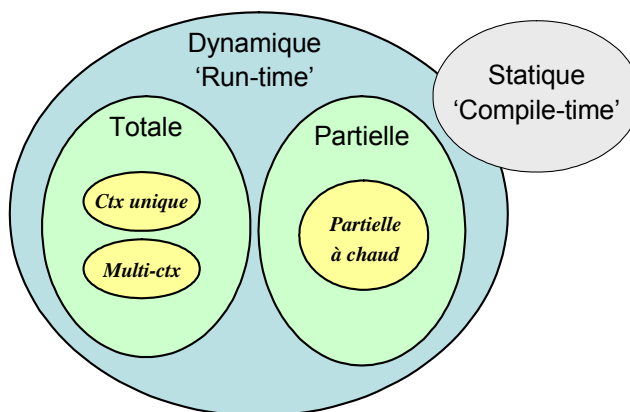 Dynamique
‘Run-time’
Statique
‘Compile-time’
Totale
Partielle
Ctx unique
Multi-ctx
Partielle
à chaud